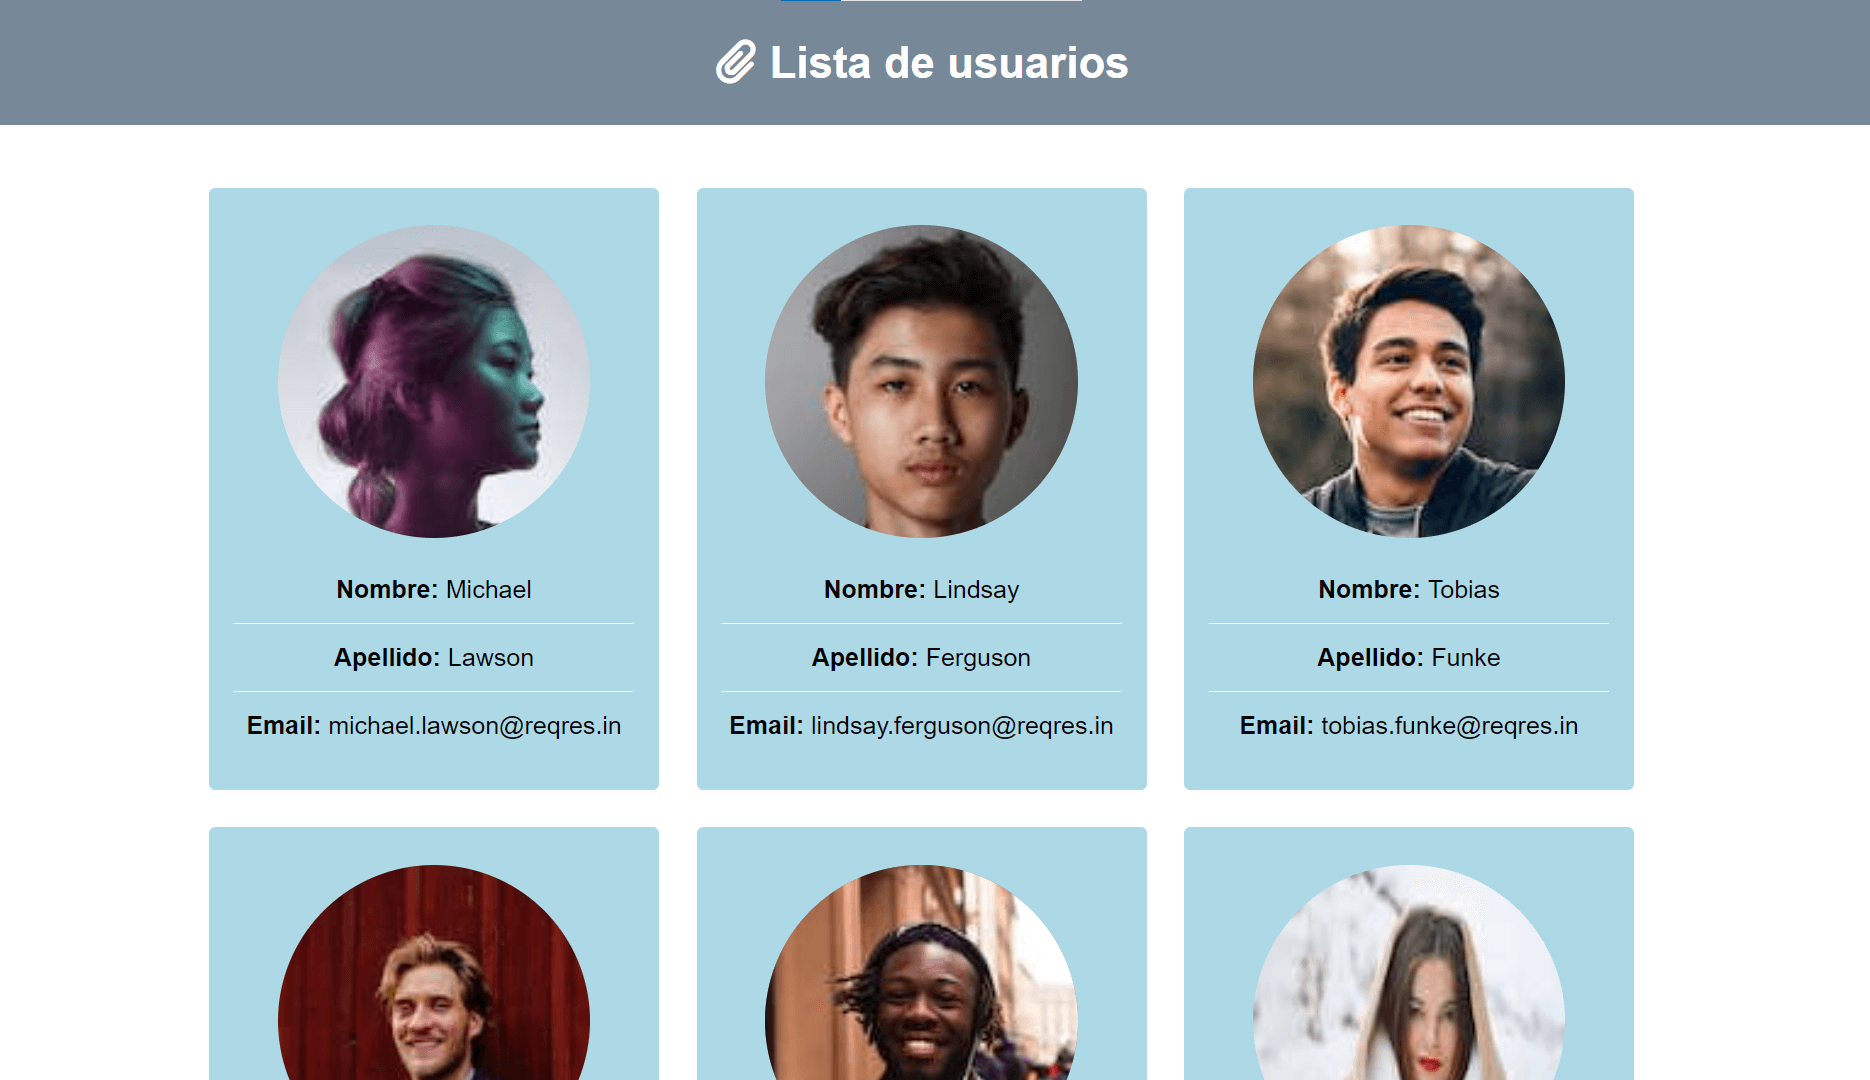 Lista de usuarios
Nombre: Michael
Apellido: Lawson
Email: michael.lawson@reqres.in
Nombre: Lindsay
Apellido: Ferguson
Email: lindsay.ferguson@reqres.in
Nombre: Tobias
Apellido: Funke
Email: tobias.funke@reqres.in